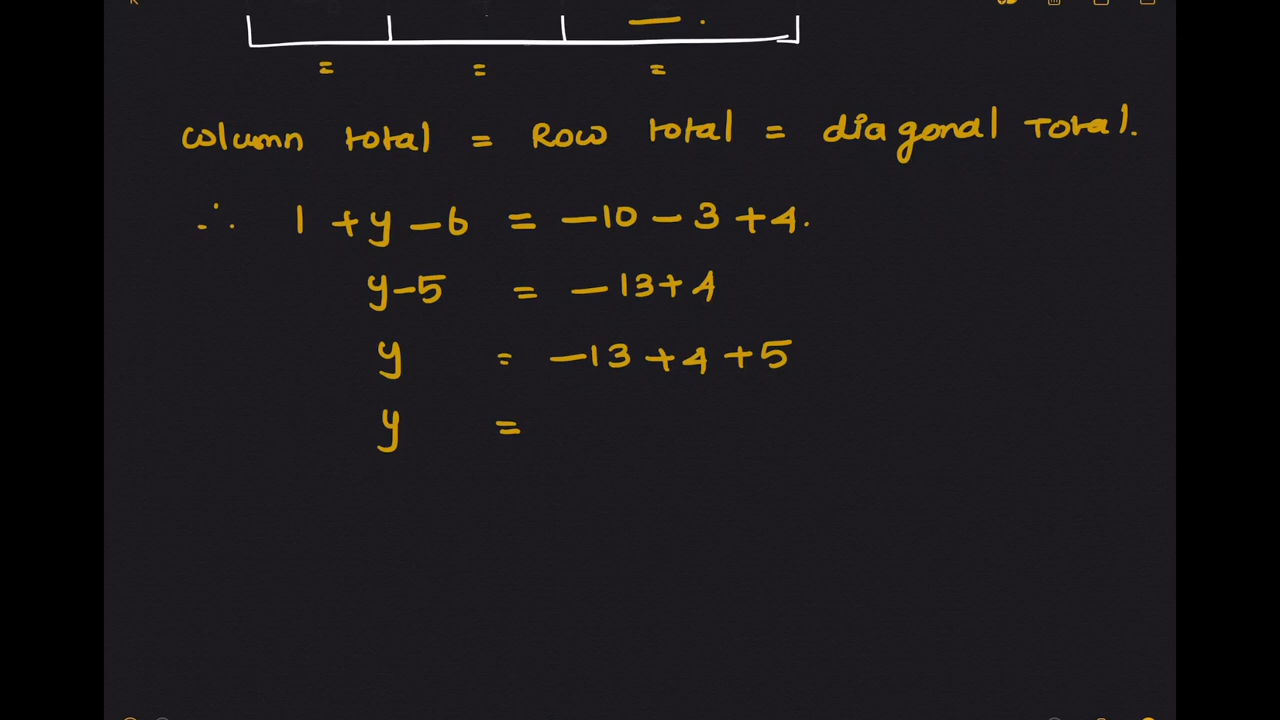 = = =
column total = Row total = diagonal Total.
∴ 1 + y – 6 = –10 – 3 + 4.
y – 5 = –13 + 4
y = –13 + 4 + 5
y =